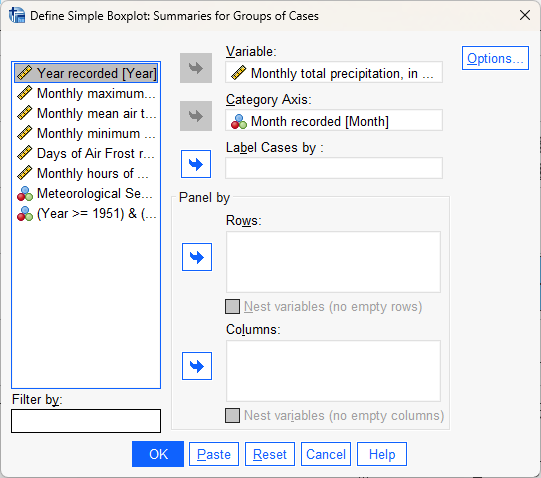 Define Simple Boxplot: Summaries for Groups of Cases
Year recorded [Year]
Monthly maximum...
Monthly mean air t...
Monthly minimum ...
Days of Air Frost r...
Monthly hours of ...
Meteorological Se...
(Year >= 1951) & (...
Filter by:
Variable:
Monthly total precipitation, in ...
Category Axis:
Month recorded [Month]
Label Cases by :
Panel by
Rows:
Nest variables (no empty rows)
Columns:
Nest variables (no empty columns)
Options...
OK
Paste
Reset
Cancel
Help